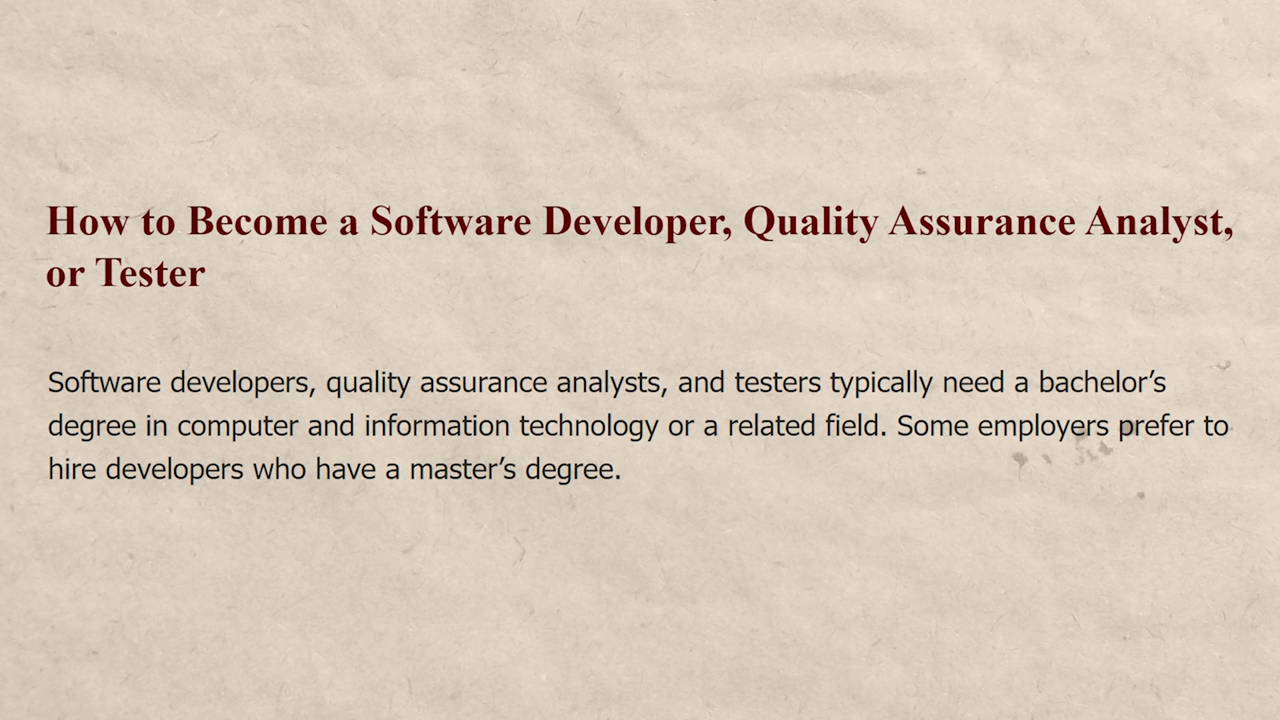 How to Become a Software Developer, Quality Assurance Analyst,
or Tester
Software developers, quality assurance analysts, and testers typically need a bachelor’s
degree in computer and information technology or a related field. Some employers prefer to
hire developers who have a master’s degree.